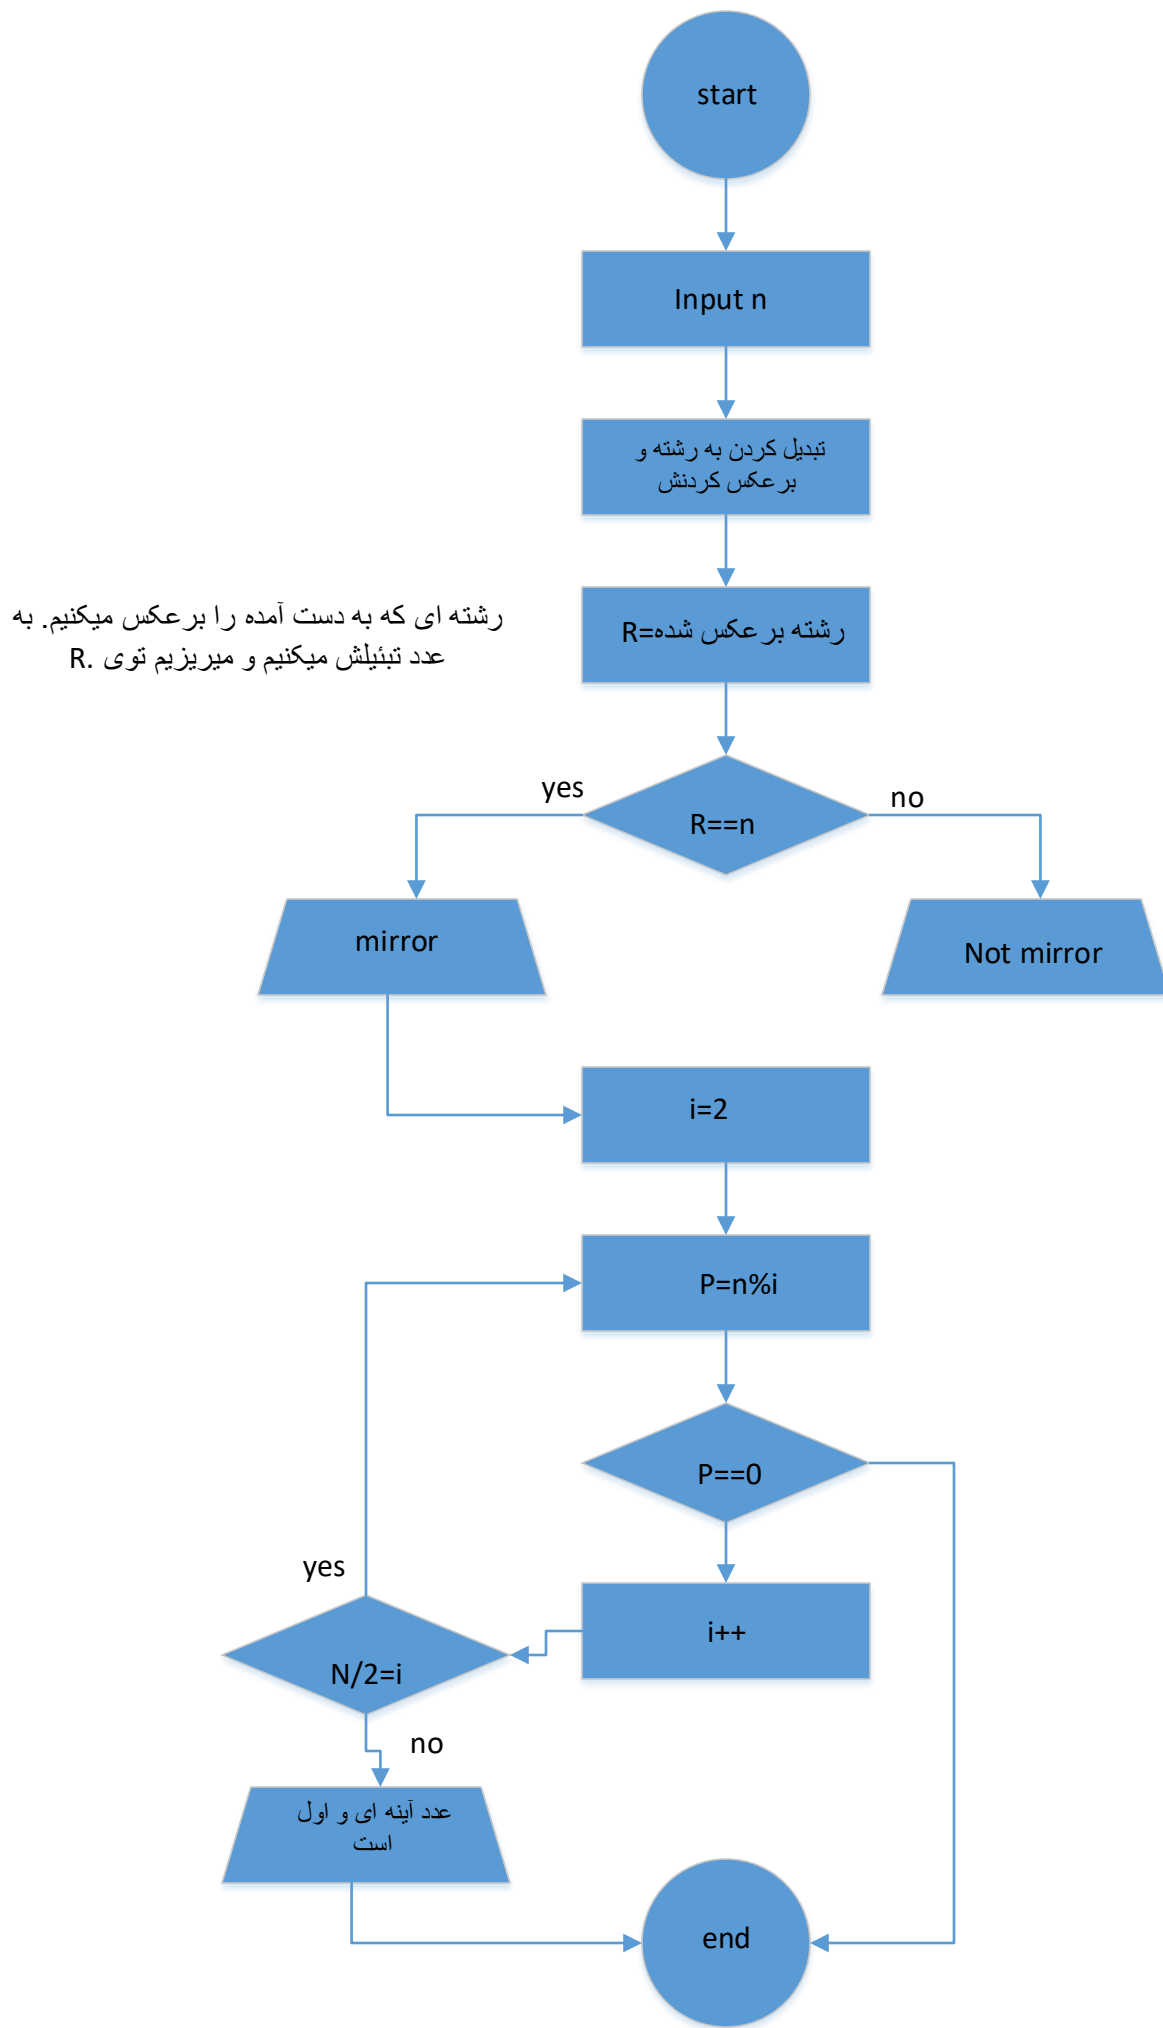 start
Input n
تبدیل کردن به رشته و
برعکس کردنش
رشته ای که به دست آمده را برعکس میکنیم. به
عدد تبئیلش میکنیم و میریزیم توی R.
R=رشته برعکس شده
yes
no
R==n
mirror
Not mirror
i=2
P=n%i
P==0
yes
i++
N/2=i
no
عدد آینه ای و اول
است
end